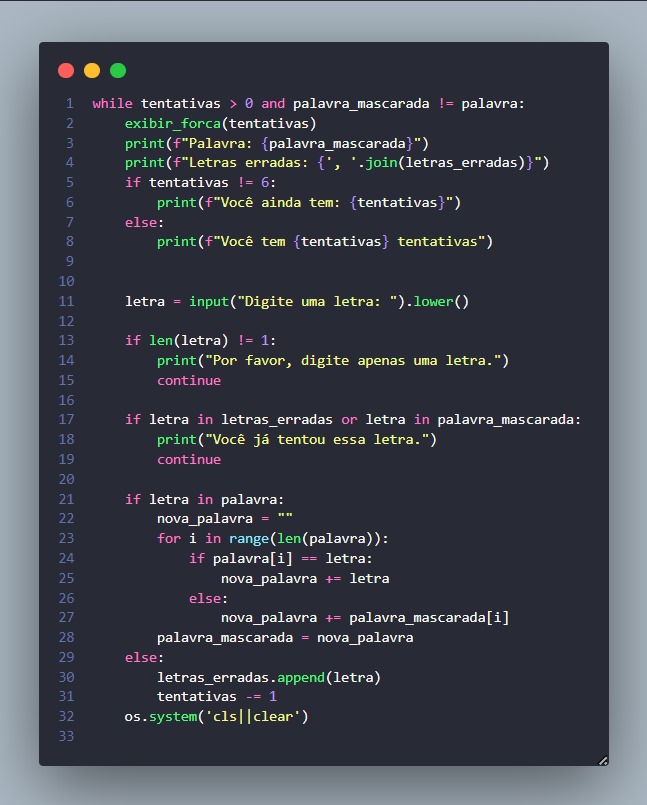 1 while tentativas > 0 and palavra_mascarada != palavra:
2     exibir_forca(tentativas)
3     print(f"Palavra: {palavra_mascarada}")
4     print(f"Letras erradas: {', '.join(letras_erradas)}")
5     if tentativas != 6:
6         print(f"Você ainda tem: {tentativas}")
7     else:
8         print(f"Você tem {tentativas} tentativas")
9
10
11     letra = input("Digite uma letra: ").lower()
12
13     if len(letra) != 1:
14         print("Por favor, digite apenas uma letra.")
15         continue
16
17     if letra in letras_erradas or letra in palavra_mascarada:
18         print("Você já tentou essa letra.")
19         continue
20
21     if letra in palavra:
22         nova_palavra = ""
23         for i in range(len(palavra)):
24             if palavra[i] == letra:
25                 nova_palavra += letra
26             else:
27                 nova_palavra += palavra_mascarada[i]
28         palavra_mascarada = nova_palavra
29     else:
30         letras_erradas.append(letra)
31         tentativas -= 1
32     os.system('cls||clear')
33